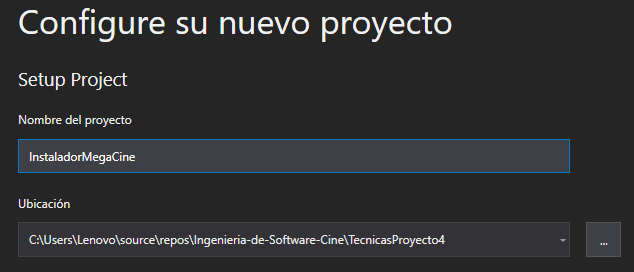 Configure su nuevo proyecto
Setup Project
Nombre del proyecto
InstaladorMegaCine
Ubicación
C:\Users\Lenovo\source\repos\Ingenieria-de-Software-Cine\TecnicasProyecto4
...